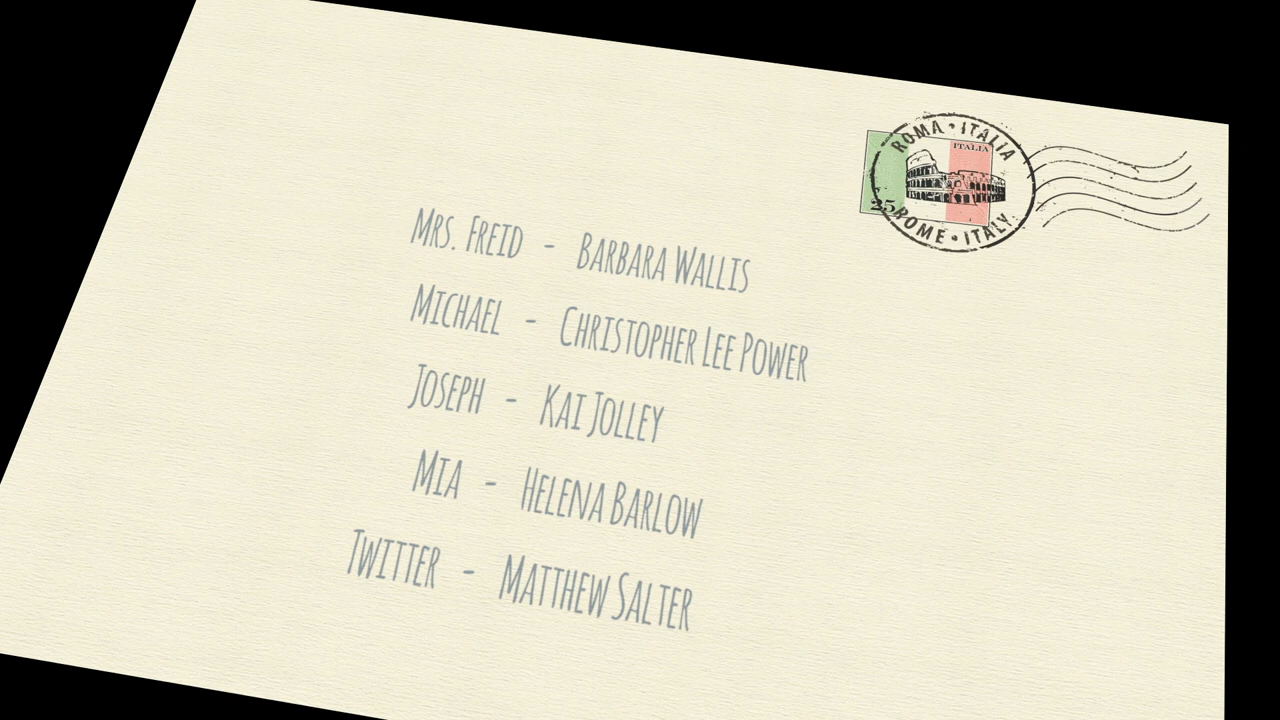 ROMA • ITALIA
ITALIA
25
ROME • ITALY
MRS. FREID - BARBARA WALLIS
MICHAEL - CHRISTOPHER LEE POWER
JOSEPH - KAI JOLLEY
MIA - HELENA BARLOW
TWITTER - MATTHEW SALTER